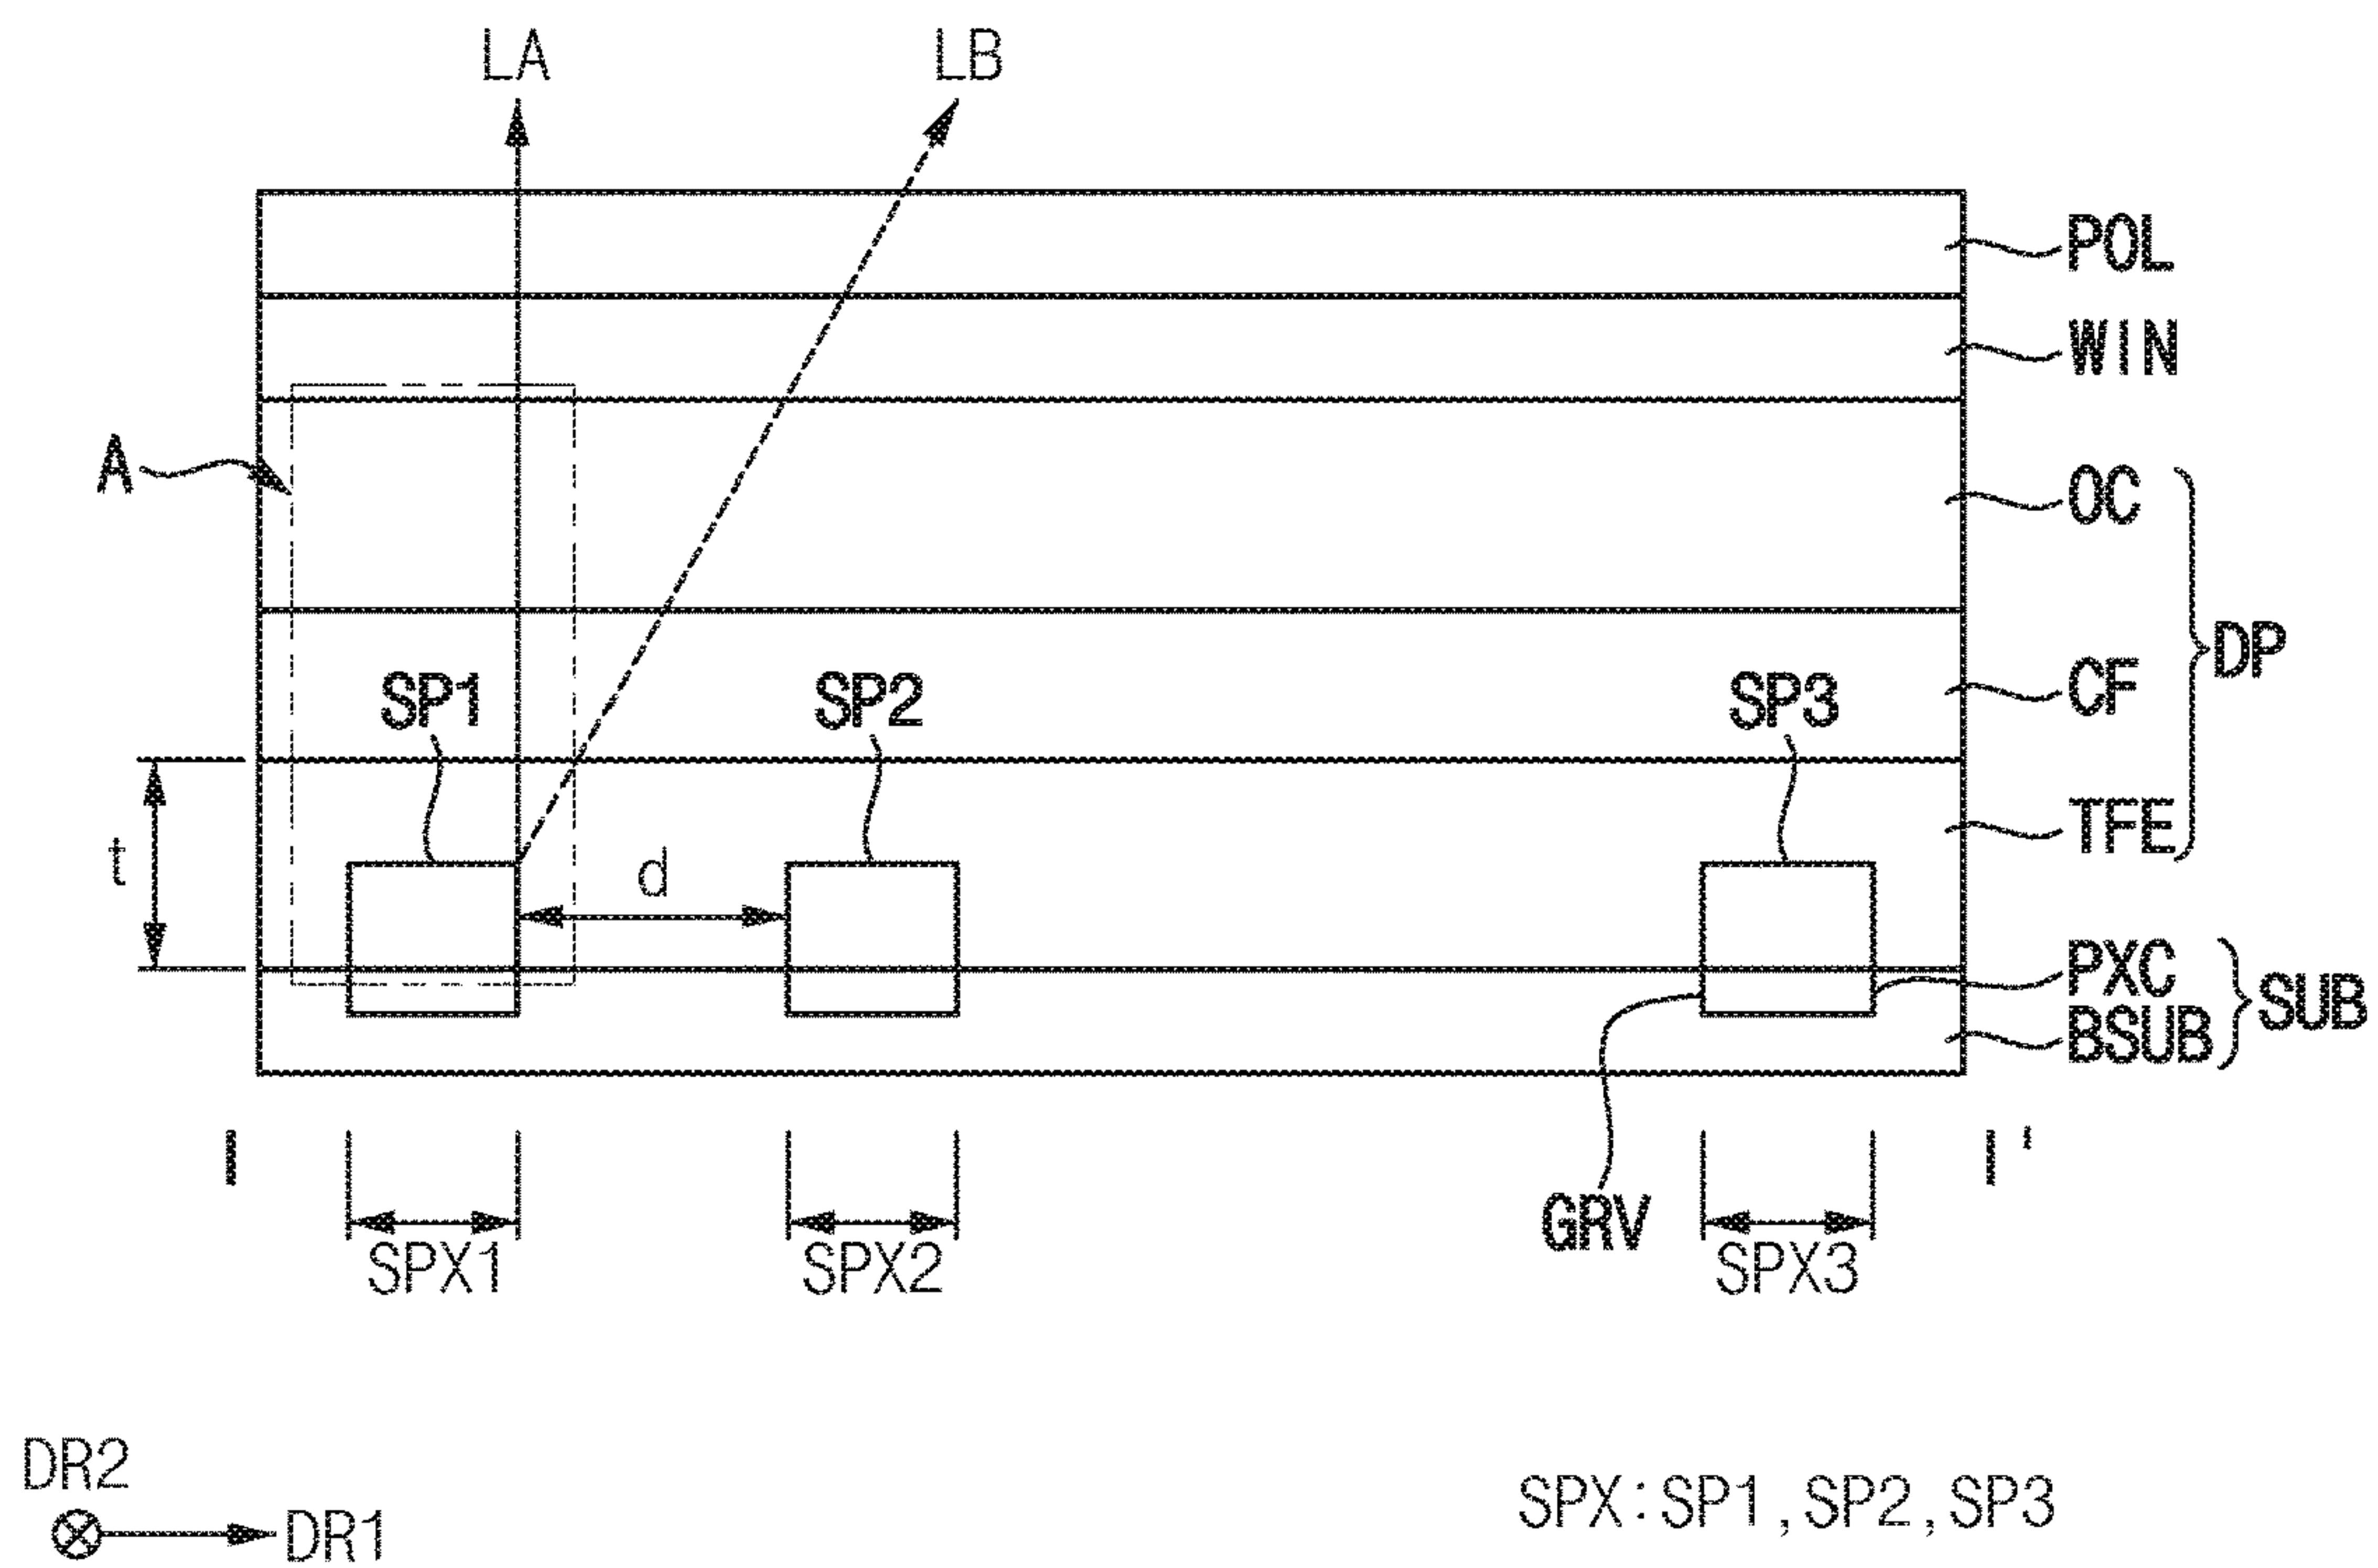 LA LB
POL
WIN
A
OC
DP
SP1 SP2 SP3
CF
t
d
TFE
PXC
SUB
BSUB
I I'
GRV
SPX1 SPX2 SPX3
DR2
DR1
SPX:SP1,SP2,SP3